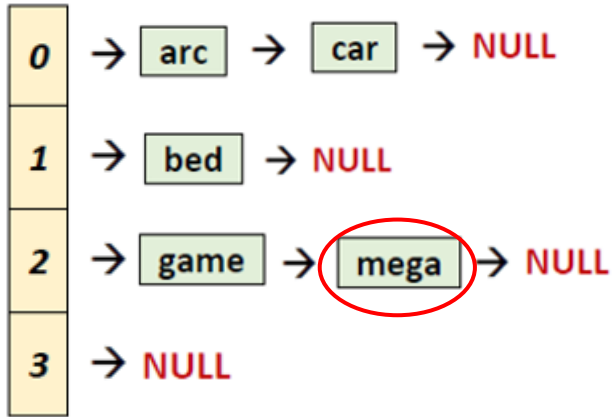 0 → arc → car → NULL
1 → bed → NULL
2 → game → mega → NULL
3 → NULL